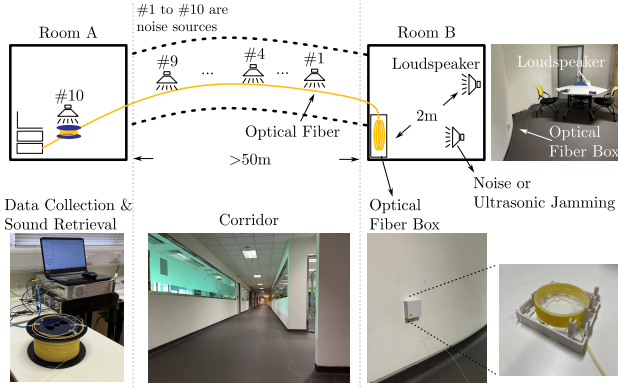 #1 to #10 are
noise sources
Room A
Room B
#9
...
#4
...
#1
#10
Loudspeaker
2m
Optical Fiber
>50m
Loudspeaker
Optical
Fiber Box
Noise or
Ultrasonic Jamming
Data Collection &
Sound Retrieval
Corridor
Optical
Fiber Box